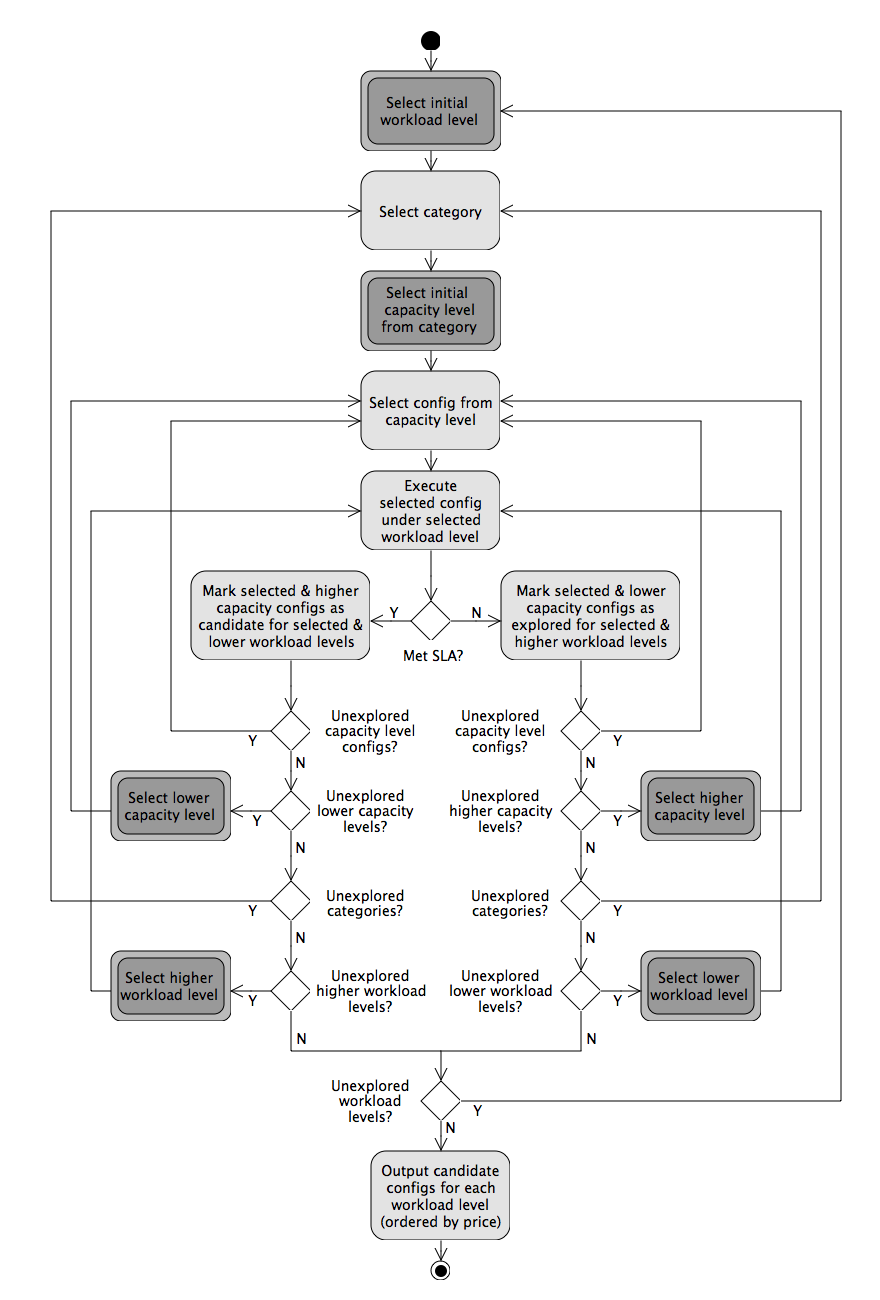 Select initial
workload level
Select category
Select initial
capacity level
from category
Select config from
capacity level
Execute
selected config
under selected
workload level
Mark selected & higher
capacity configs as
candidate for selected &
lower workload levels
Y
N
Met SLA?
Mark selected & lower
capacity configs as
explored for selected &
higher workload levels
Unexplored
capacity level
configs?
Y
N
Unexplored
capacity level
configs?
Y
N
Select lower
capacity level
Y
Unexplored
lower capacity
levels?
N
Unexplored
higher capacity
levels?
Y
N
Select higher
capacity level
Unexplored
categories?
Y
N
Unexplored
categories?
Y
N
Select higher
workload level
Y
Unexplored
higher workload
levels?
N
Unexplored
lower workload
levels?
Y
N
Select lower
workload level
Unexplored
workload
levels?
Y
N
Output candidate
configs for each
workload level
(ordered by price)